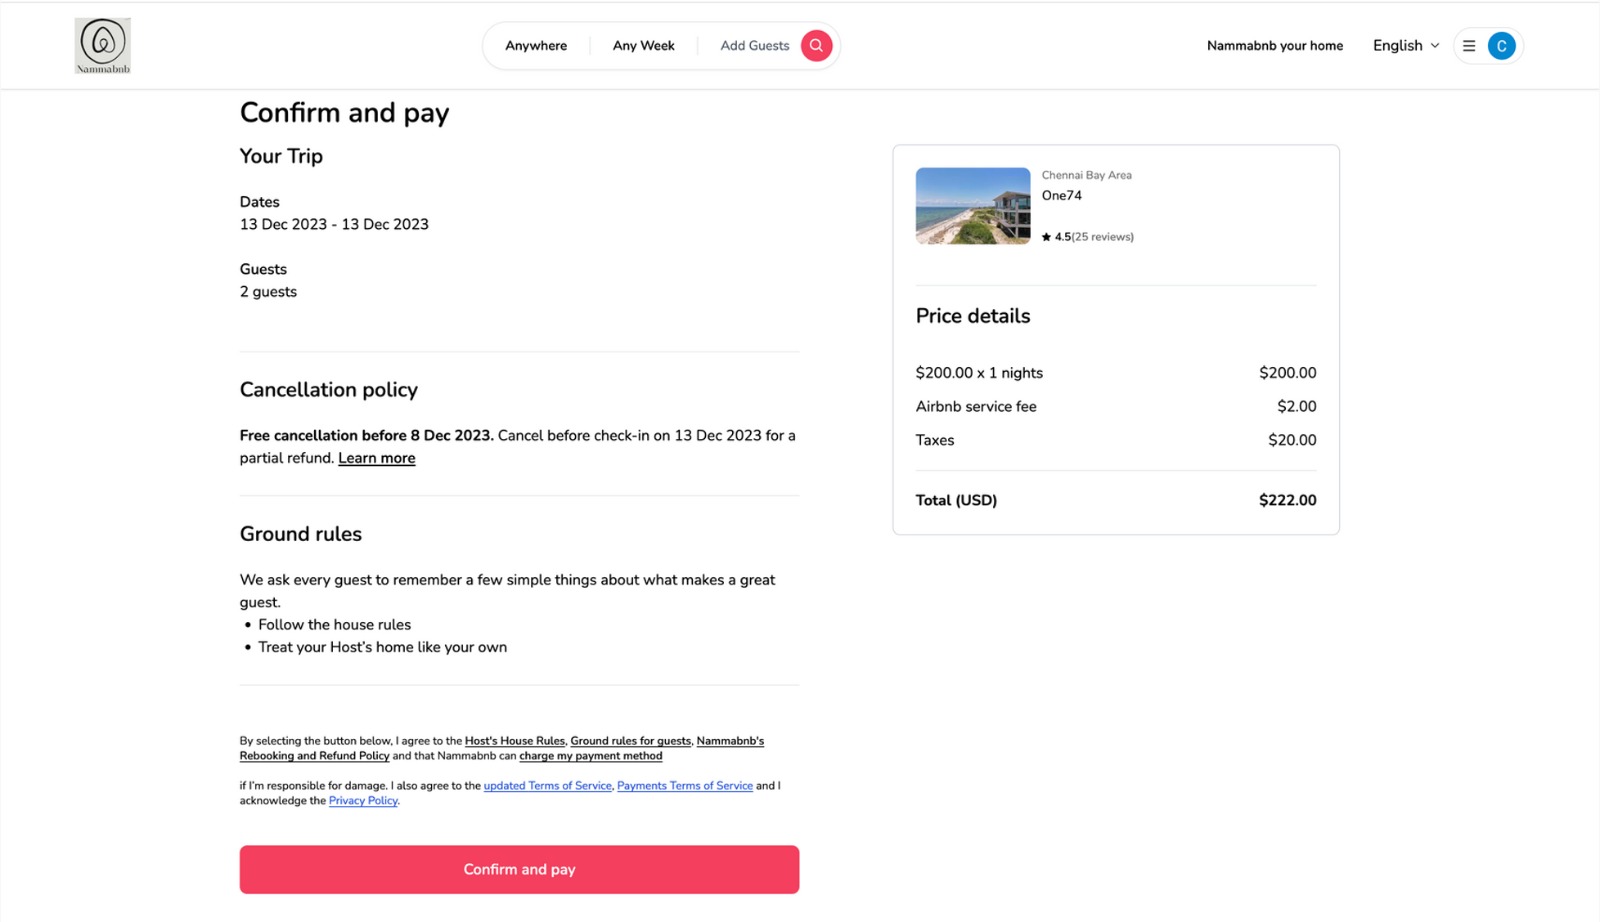 Nammabnb
Anywhere
Any Week
Add Guests
Nammabnb your home
English
C
Confirm and pay
Your Trip
Dates
13 Dec 2023 - 13 Dec 2023
Guests
2 guests
Cancellation policy
Free cancellation before 8 Dec 2023. Cancel before check-in on 13 Dec 2023 for a
partial refund. Learn more
Ground rules
We ask every guest to remember a few simple things about what makes a great
guest.
• Follow the house rules
• Treat your Host's home like your own
By selecting the button below, I agree to the Host's House Rules, Ground rules for guests, Nammabnb's
Rebooking and Refund Policy and that Nammabnb can charge my payment method
if I'm responsible for damage. I also agree to the updated Terms of Service, Payments Terms of Service and I
acknowledge the Privacy Policy.
Confirm and pay
Chennai Bay Area
One74
★ 4.5(25 reviews)
Price details
$200.00 x 1 nights $200.00
Airbnb service fee $2.00
Taxes $20.00
Total (USD) $222.00